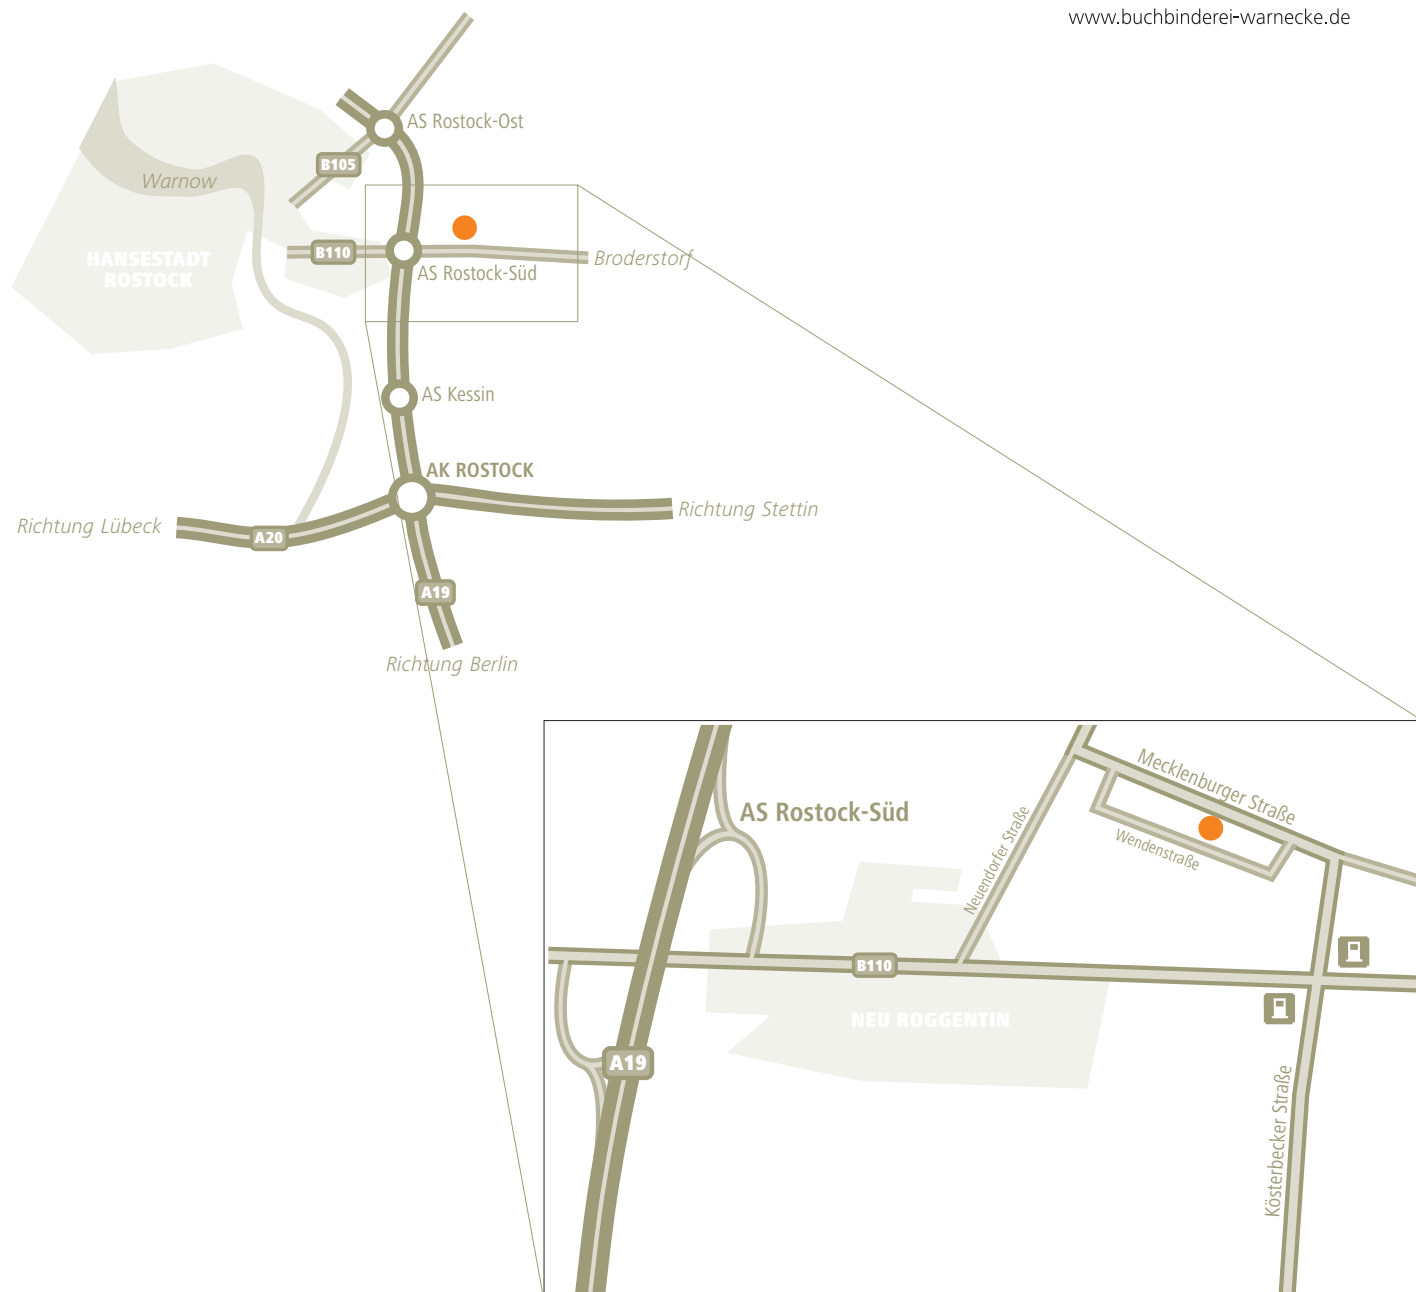 www.buchbinderei-warnecke.de
AS Rostock-Ost
B105
Warnow
HANSESTADT
ROSTOCK
B110
Broderstorf
AS Rostock-Süd
AS Kessin
AK ROSTOCK
Richtung Stettin
Richtung Lübeck
A20
A19
Richtung Berlin
Mecklenburger Straße
AS Rostock-Süd
Wendenstraße
Neuendorfer Straße
B110
NEU ROGGENTIN
A19
Kösterbecker Straße